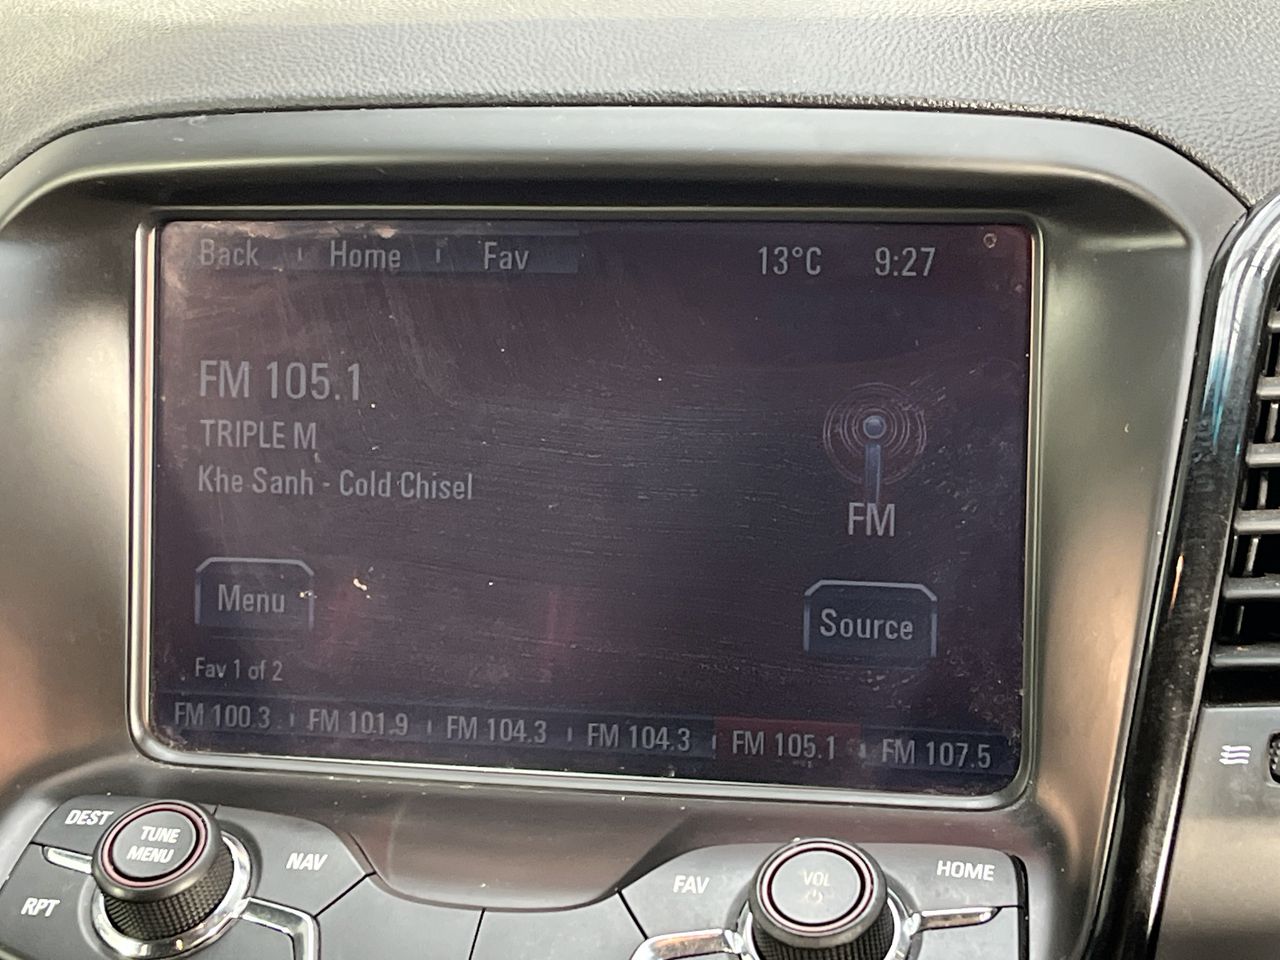 Back Home Fav 13°C 9:27
FM 105.1
TRIPLE M
Khe Sanh - Cold Chisel
FM
Menu
Source
Fav 1 of 2
FM 100.3 FM 101.9 FM 104.3 FM 104.3 FM 105.1 FM 107.5
DEST
TUNE
MENU
NAV
RPT
FAV
VOL
HOME